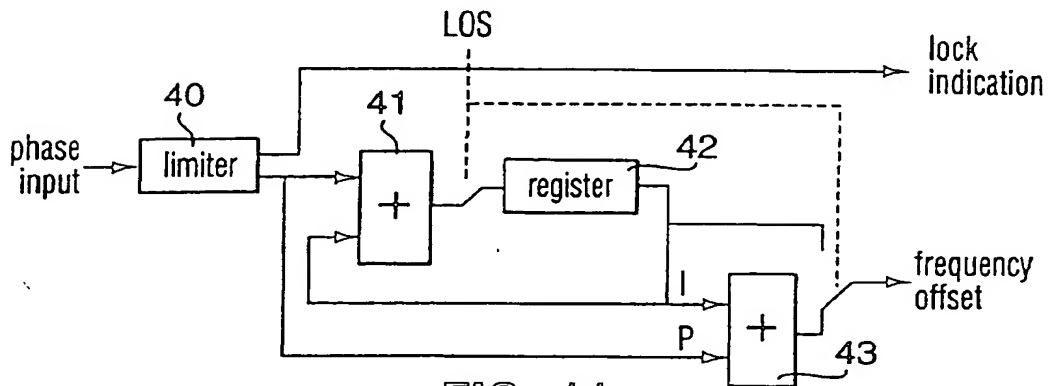 LOS
lock
indication
40
41
phase
input
limiter
42
register
+
frequency
offset
I
P
+
43